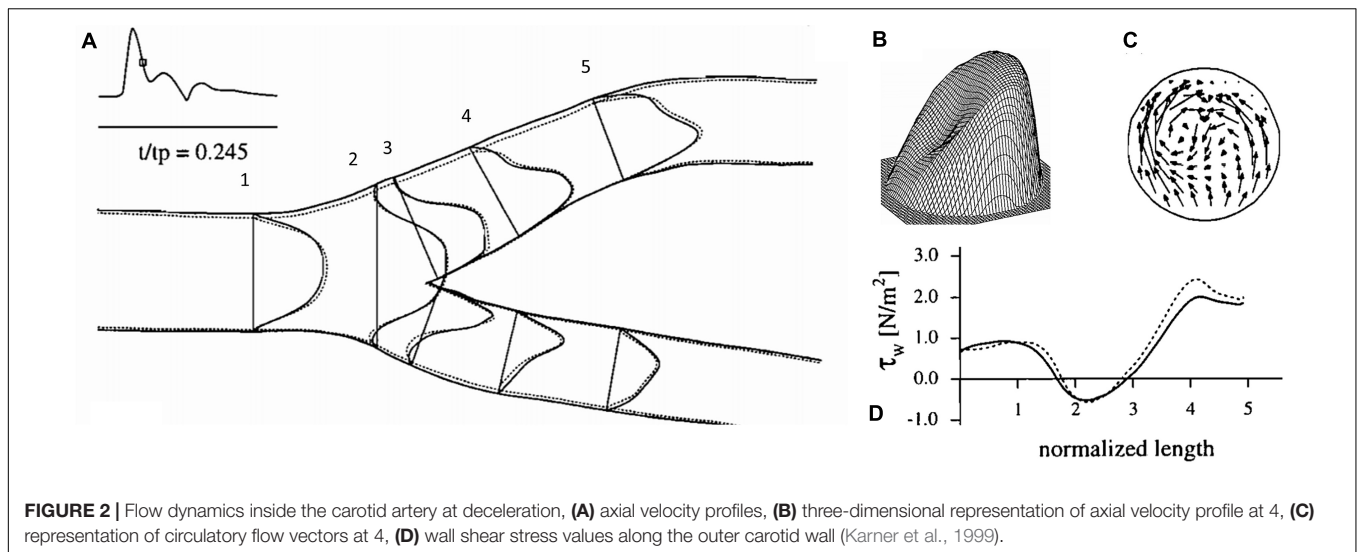 A
t/tp = 0.245
1
2
3
4
5
B
C
3.0
2.0
1.0
0.0
-1.0
τw [N/m²]
D
1 2 3 4 5
normalized length
FIGURE 2 | Flow dynamics inside the carotid artery at deceleration, (A) axial velocity profiles, (B) three-dimensional representation of axial velocity profile at 4, (C)
representation of circulatory flow vectors at 4, (D) wall shear stress values along the outer carotid wall (Karner et al., 1999).